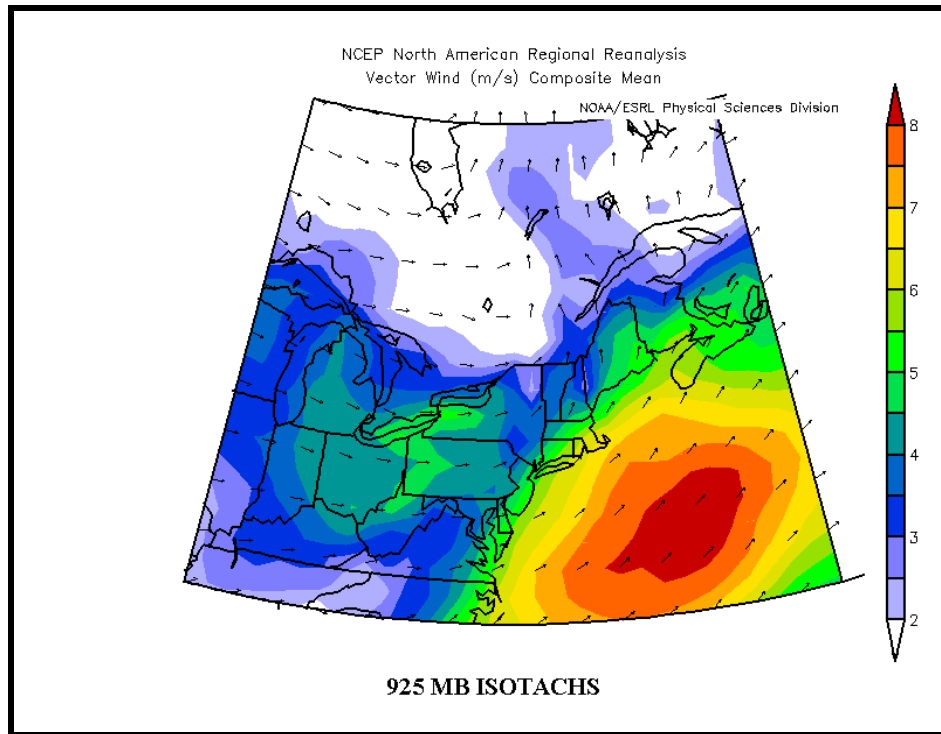 NCEP North American Regional Reanalysis
Vector Wind (m/s) Composite Mean
NOAA/ESRL Physical Sciences Division
8
7
6
5
4
3
2
925 MB ISOTACHS